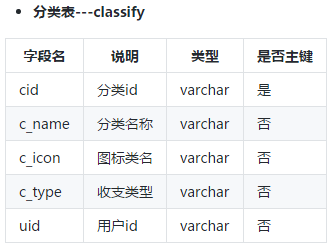 分类表---classify
字段名 说明 类型 是否主键
cid 分类id varchar 是
c_name 分类名称 varchar 否
c_icon 图标类名 varchar 否
c_type 收支类型 varchar 否
uid 用户id varchar 否